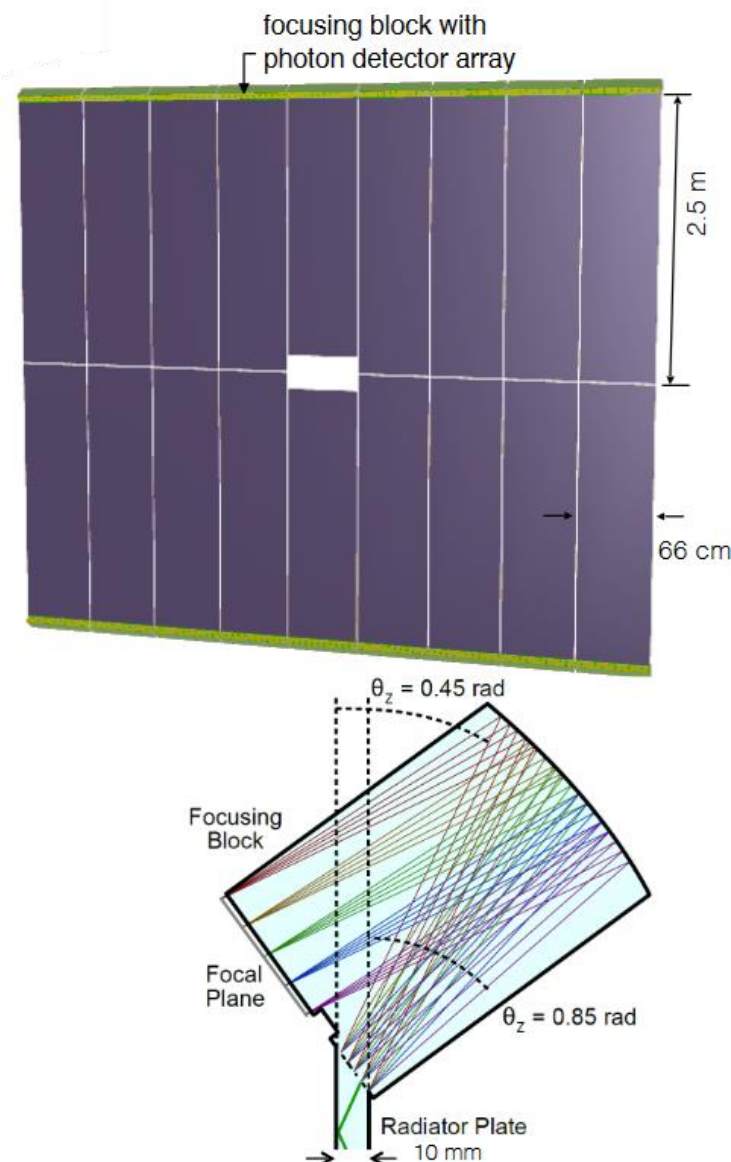 focusing block with
photon detector array
2.5 m
66 cm
θz = 0.45 rad
Focusing
Block
Focal
Plane
θz = 0.85 rad
Radiator Plate
10 mm